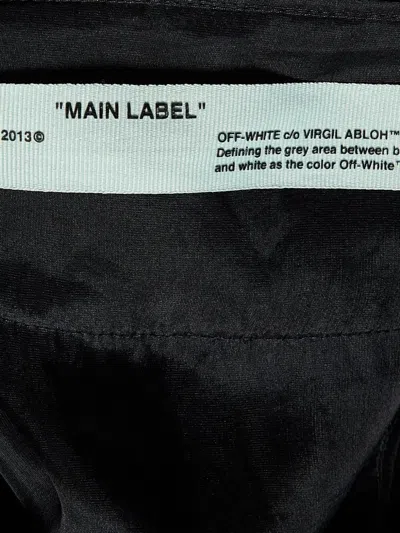 "MAIN LABEL"
2013©
OFF-WHITE c/o VIRGIL ABLOH™
Defining the grey area between b
and white as the color Off-White™